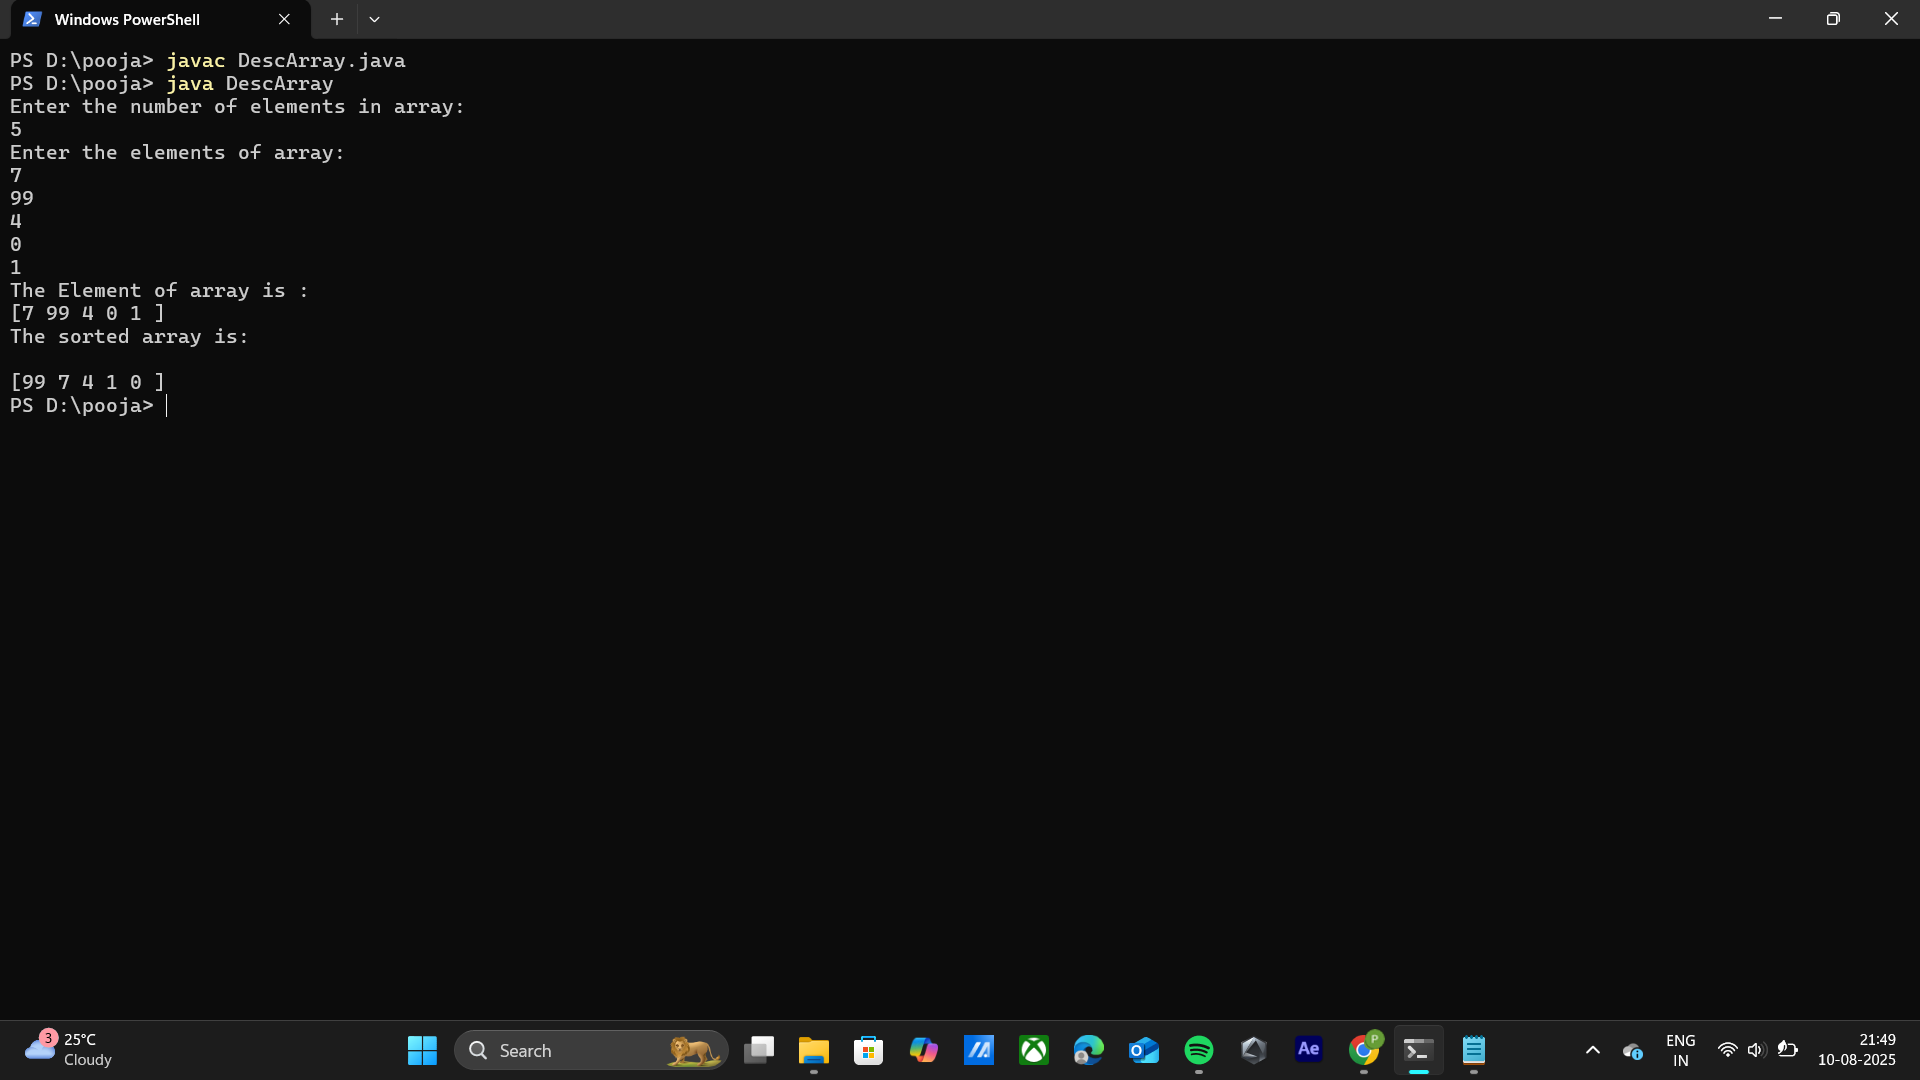 Windows PowerShell
PS D:\pooja> javac DescArray.java
PS D:\pooja> java DescArray
Enter the number of elements in array:
5
Enter the elements of array:
7
99
4
0
1
The Element of array is :
[7 99 4 0 1 ]
The sorted array is:
[99 7 4 1 0 ]
PS D:\pooja>
3
25°C
Cloudy
Search
Ae
P
ENG
IN
21:49
10-08-2025